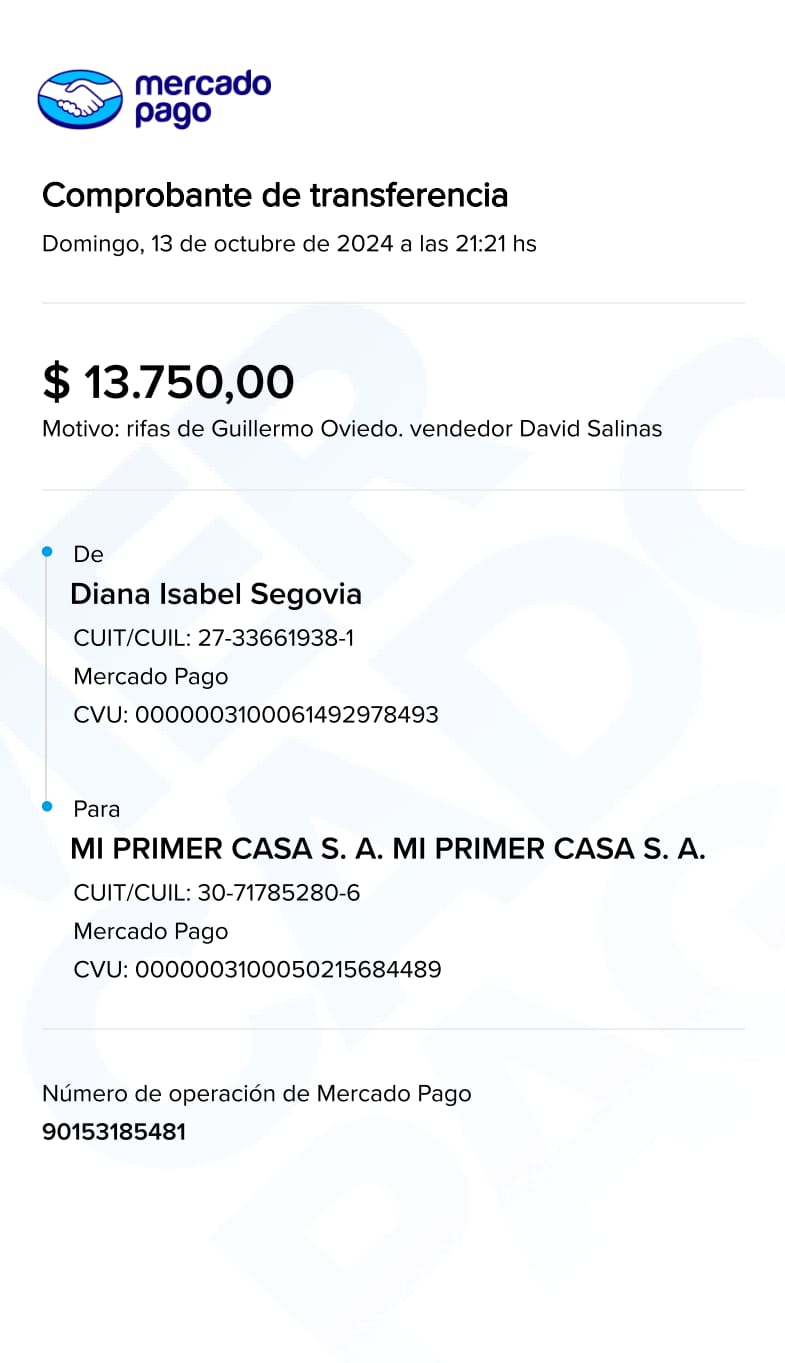 mercado
pago
Comprobante de transferencia
Domingo, 13 de octubre de 2024 a las 21:21 hs
$ 13.750,00
Motivo: rifas de Guillermo Oviedo. vendedor David Salinas
De
Diana Isabel Segovia
CUIT/CUIL: 27-33661938-1
Mercado Pago
CVU: 0000003100061492978493
Para
MI PRIMER CASA S. A. MI PRIMER CASA S. A.
CUIT/CUIL: 30-71785280-6
Mercado Pago
CVU: 0000003100050215684489
Número de operación de Mercado Pago
90153185481